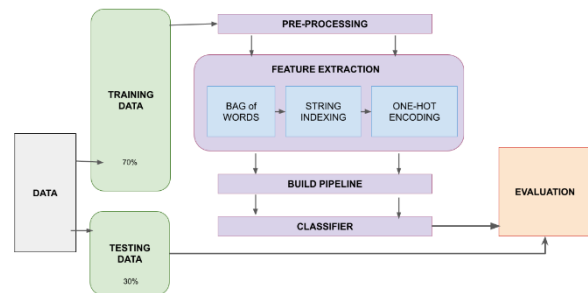 DATA
TRAINING
DATA
70%
TESTING
DATA
30%
PRE-PROCESSING
FEATURE EXTRACTION
BAG of
WORDS
STRING
INDEXING
ONE-HOT
ENCODING
BUILD PIPELINE
CLASSIFIER
EVALUATION